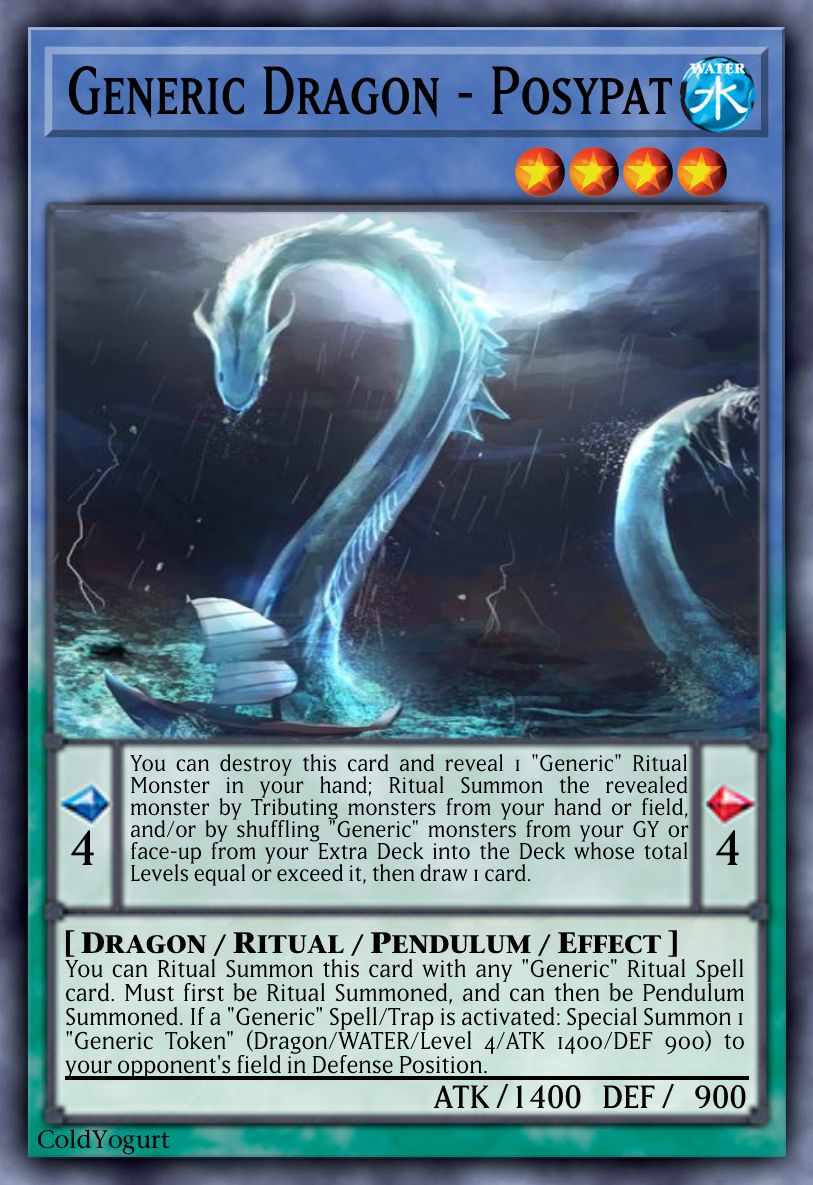 Generic Dragon - Posypat
WATER
水
You can destroy this card and reveal 1 "Generic" Ritual
Monster in your hand; Ritual Summon the revealed
monster by Tributing monsters from your hand or field,
and/or by shuffling "Generic" monsters from your GY or
face-up from your Extra Deck into the Deck whose total
Levels equal or exceed it, then draw 1 card.
4
4
[ Dragon / Ritual / Pendulum / Effect ]
You can Ritual Summon this card with any "Generic" Ritual Spell
card. Must first be Ritual Summoned, and can then be Pendulum
Summoned. If a "Generic" Spell/Trap is activated: Special Summon 1
"Generic Token" (Dragon/WATER/Level 4/ATK 1400/DEF 900) to
your opponent's field in Defense Position.
ATK / 1400 DEF / 900
ColdYogurt